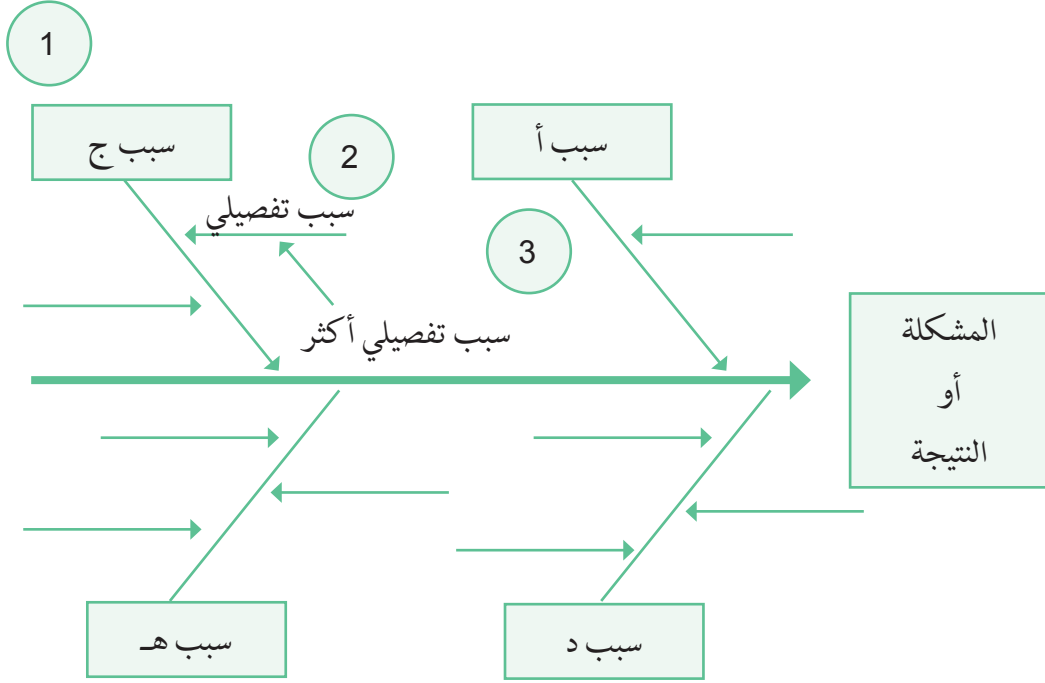 1
سبب أ
سبب ج
2
سبب تفصيلي
3
سبب تفصيلي أكثر
المشكلة
أو
النتيجة
سبب د
سبب هـ